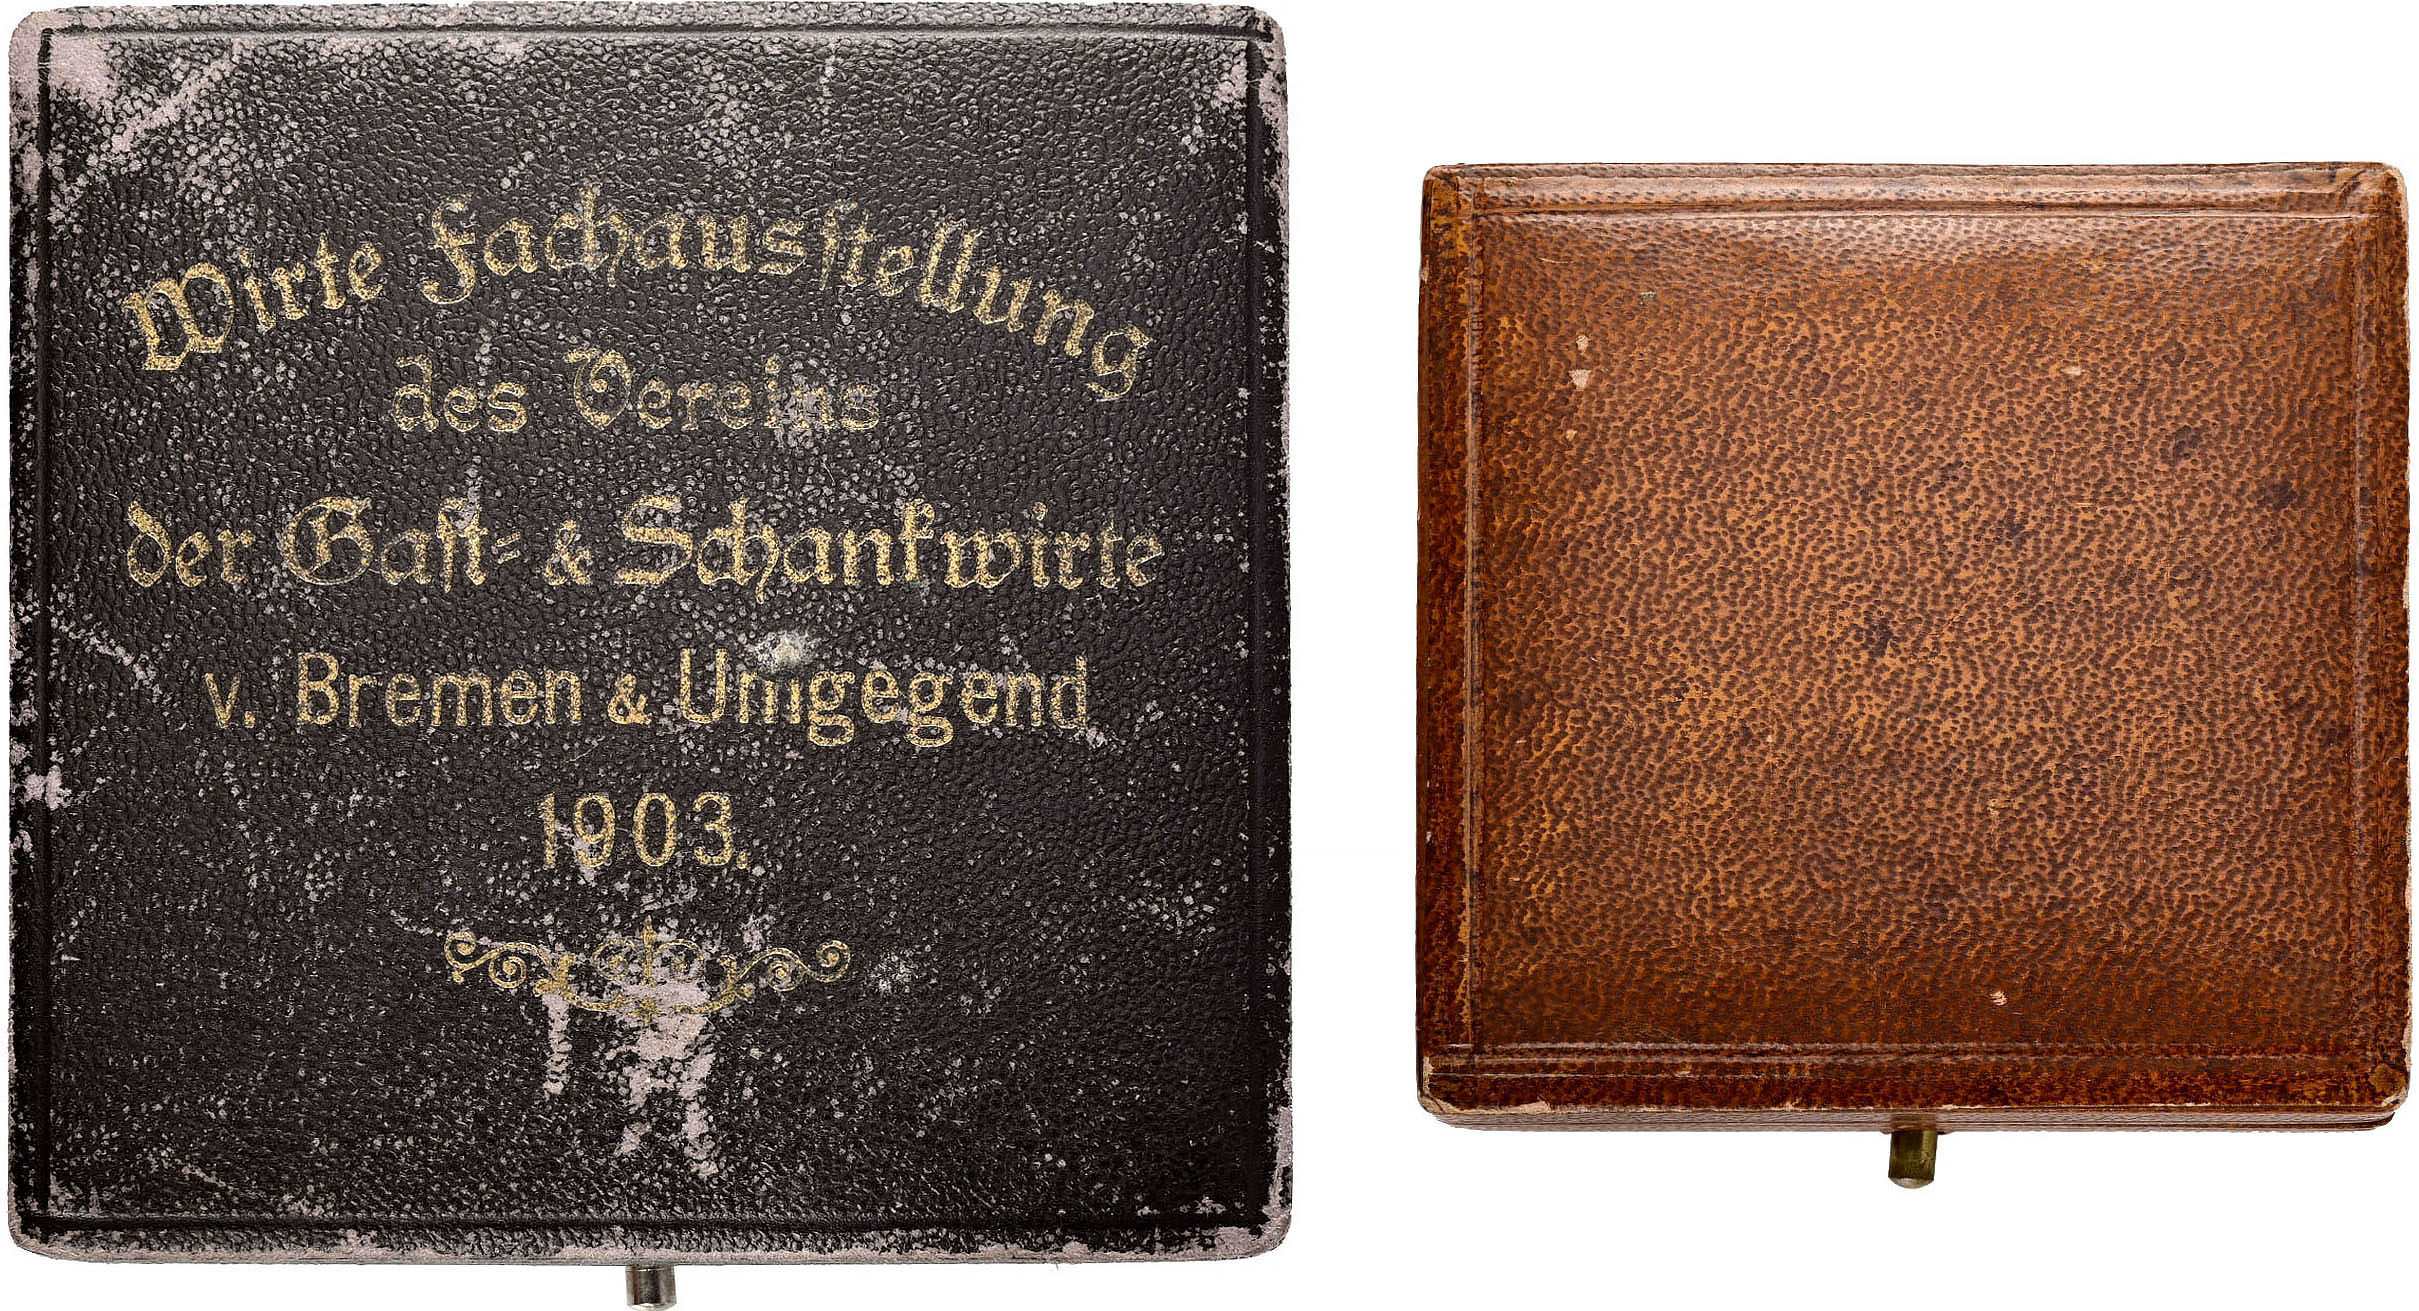 Wirte Fachausstellung
des Vereins
der Gast- & Schankwirte
v. Bremen & Umgegend
1903.